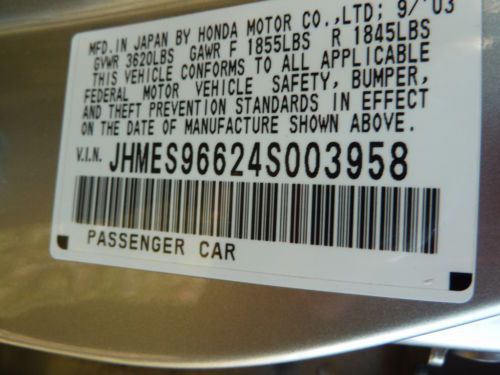 MFD.IN JAPAN BY HONDA MOTOR CO.,LTD; 9/'03
GVWR 3620LBS GAWR F 1855LBS R 1845LBS
THIS VEHICLE CONFORMS TO ALL APPLICABLE
FEDERAL MOTOR VEHICLE SAFETY, BUMPER,
AND THEFT PREVENTION STANDARDS IN EFFECT
ON THE DATE OF MANUFACTURE SHOWN ABOVE.
V.I.N. JHMES96624S003958
PASSENGER CAR